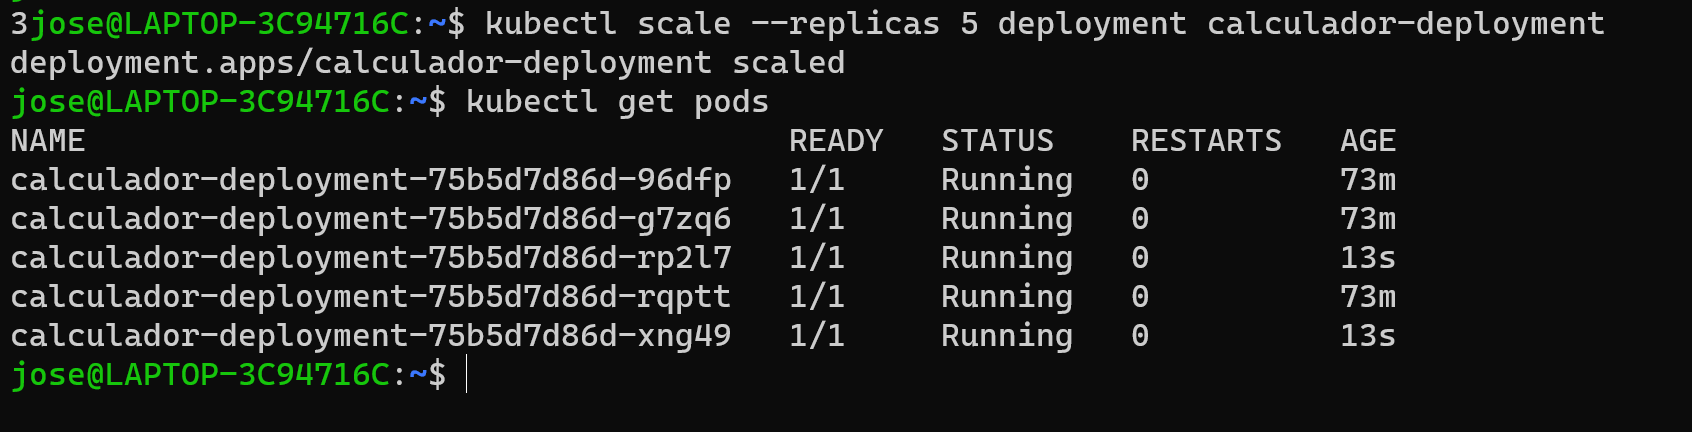 3jose@LAPTOP-3C94716C:~$ kubectl scale --replicas 5 deployment calculador-deployment
deployment.apps/calculador-deployment scaled
jose@LAPTOP-3C94716C:~$ kubectl get pods
NAME                                     READY   STATUS    RESTARTS   AGE
calculador-deployment-75b5d7d86d-96dfp   1/1     Running   0          73m
calculador-deployment-75b5d7d86d-g7zq6   1/1     Running   0          73m
calculador-deployment-75b5d7d86d-rp2l7   1/1     Running   0          13s
calculador-deployment-75b5d7d86d-rqptt   1/1     Running   0          73m
calculador-deployment-75b5d7d86d-xng49   1/1     Running   0          13s
jose@LAPTOP-3C94716C:~$